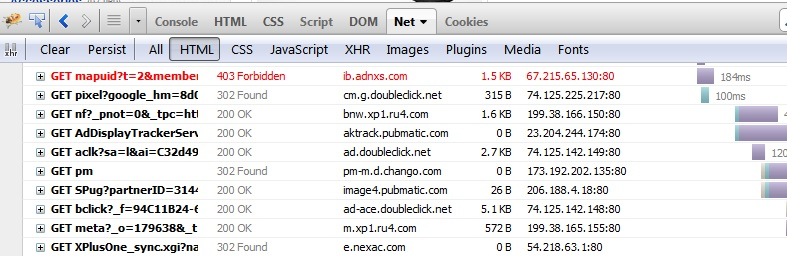 Console HTML CSS Script DOM Net Cookies
xhr Clear Persist All HTML CSS JavaScript XHR Images Plugins Media Fonts
GET mapuid?t=2&member 403 Forbidden ib.adnxs.com 1.5 KB 67.215.65.130:80 184ms
GET pixel?google_hm=8d0 302 Found cm.g.doubleclick.net 315 B 74.125.225.217:80 100ms
GET nf?_pnot=0&_tpc=htt 200 OK bnw.xp1.ru4.com 1.6 KB 199.38.166.150:80
GET AdDisplayTrackerServ 200 OK aktrack.pubmatic.com 0 B 23.204.244.174:80
GET aclk?sa=l&ai=C32d49 200 OK ad.doubleclick.net 2.7 KB 74.125.142.149:80 120
GET pm 302 Found pm-m.d.chango.com 0 B 173.192.202.135:80
GET SPug?partnerID=3144 200 OK image4.pubmatic.com 26 B 206.188.4.18:80
GET bclick?_f=94C11B24-6 200 OK ad-ace.doubleclick.net 5.1 KB 74.125.142.148:80
GET meta?_o=179638&_t 200 OK m.xp1.ru4.com 572 B 199.38.165.155:80
GET XPlusOne_sync.xgi?na 302 Found e.nexac.com 0 B 54.218.63.1:80